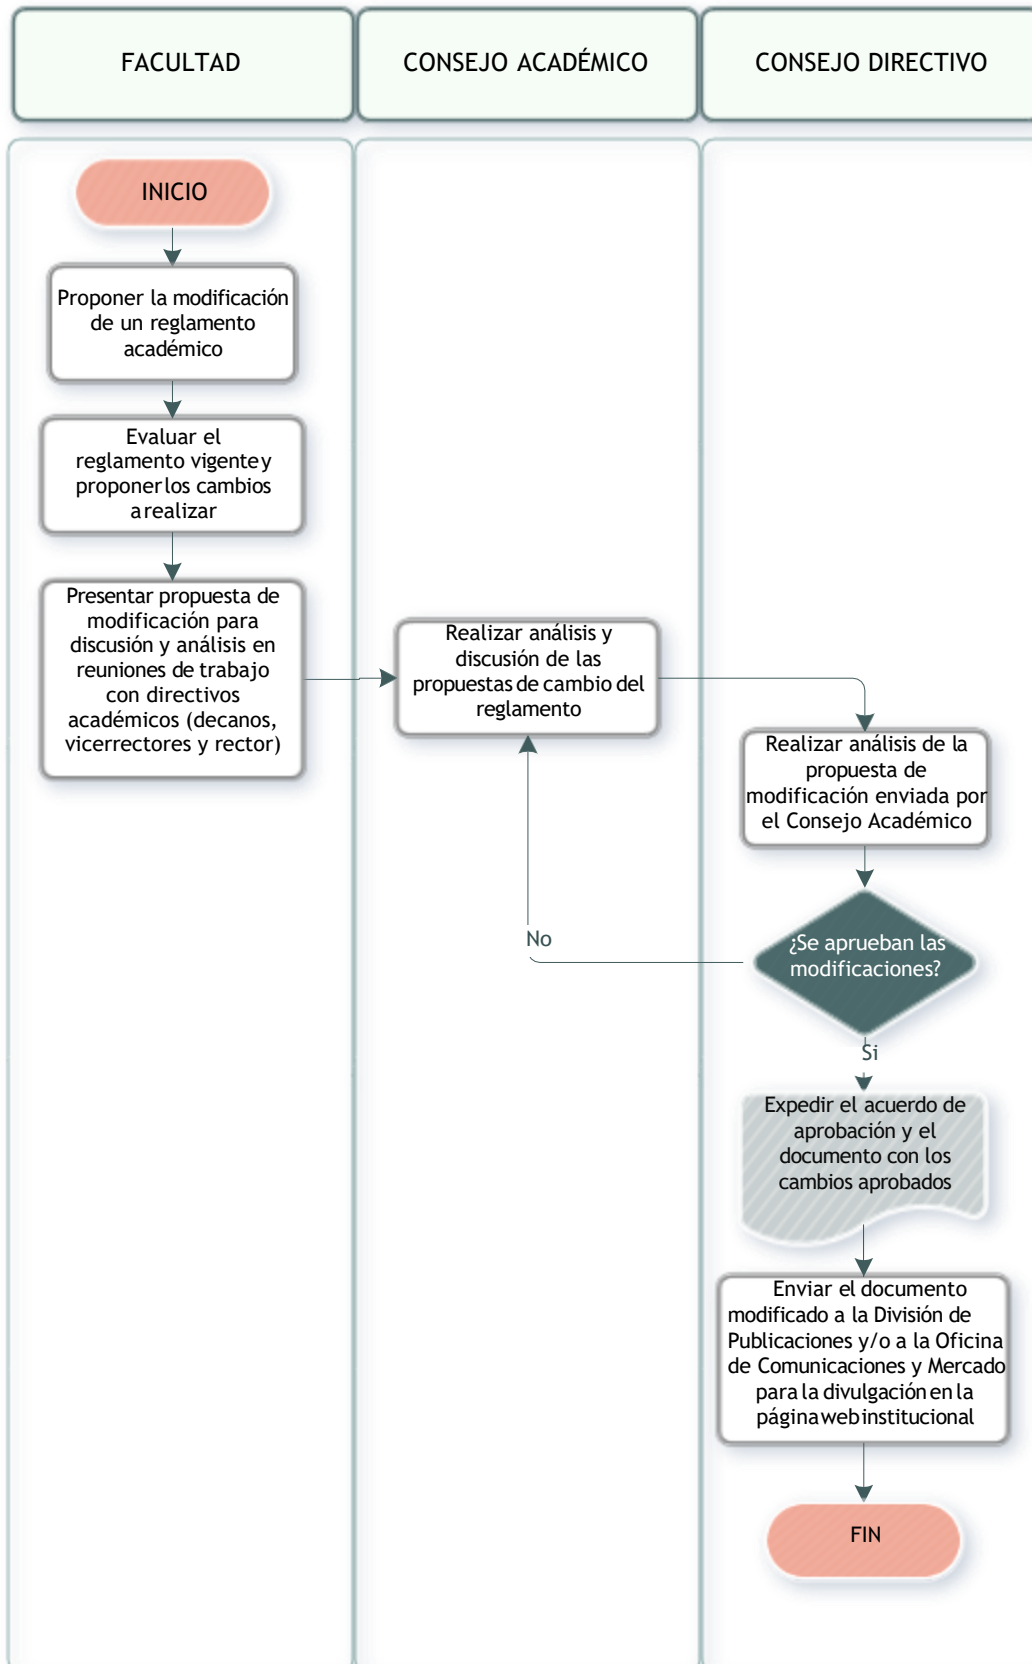 FACULTAD
CONSEJO ACADÉMICO
CONSEJO DIRECTIVO
INICIO
Proponer la modificación
de un reglamento
académico
Evaluar el
reglamento vigente y
proponer los cambios
a realizar
Presentar propuesta de
modificación para
discusión y análisis en
reuniones de trabajo
con directivos
académicos (decanos,
vicerrectores y rector)
Realizar análisis y
discusión de las
propuestas de cambio del
reglamento
Realizar análisis de la
propuesta de
modificación enviada por
el Consejo Académico
¿Se aprueban las
modificaciones?
No
Si
Expedir el acuerdo de
aprobación y el
documento con los
cambios aprobados
Enviar el documento
modificado a la División de
Publicaciones y/o a la Oficina
de Comunicaciones y Mercado
para la divulgación en la
página web institucional
FIN